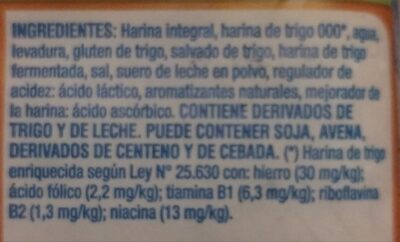 INGREDIENTES: Harina integral, harina de trigo 000*, agua,
levadura, gluten de trigo, salvado de trigo, harina de trigo
fermentada, sal, suero de leche en polvo, regulador de
acidez: ácido láctico, aromatizantes naturales, mejorador de
la harina: ácido ascórbico. CONTIENE DERIVADOS DE
TRIGO Y DE LECHE. PUEDE CONTENER SOJA, AVENA,
DERIVADOS DE CENTENO Y DE CEBADA. (*) Harina de trigo
enriquecida según Ley N° 25.630 con: hierro (30 mg/kg);
ácido fólico (2,2 mg/kg); tiamina B1 (6,3 mg/kg); riboflavina
B2 (1,3 mg/kg); niacina (13 mg/kg).